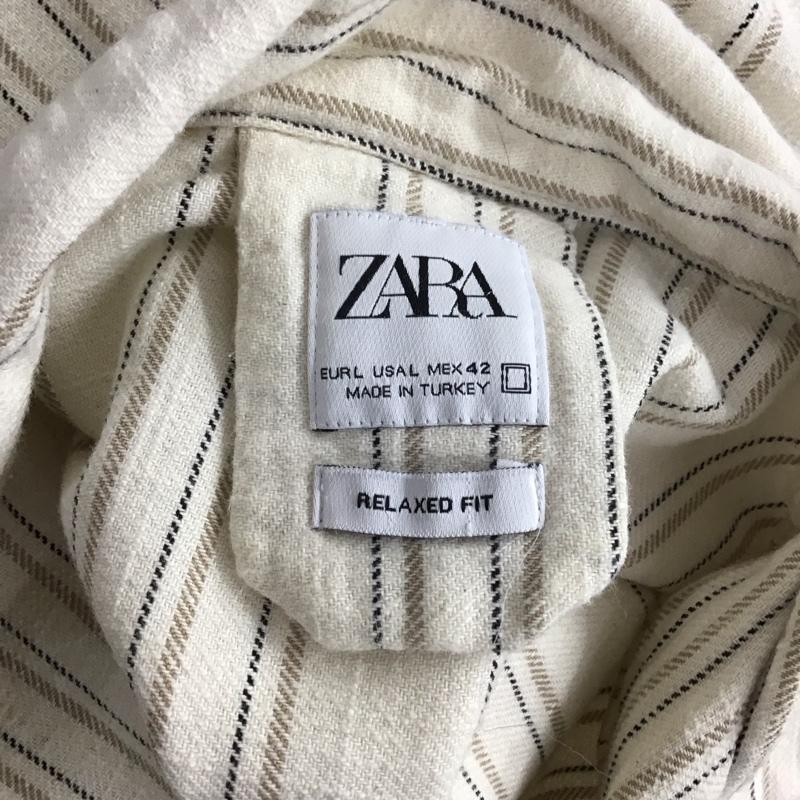 ZARA
EUR L USA L MEX 42
MADE IN TURKEY
RELAXED FIT